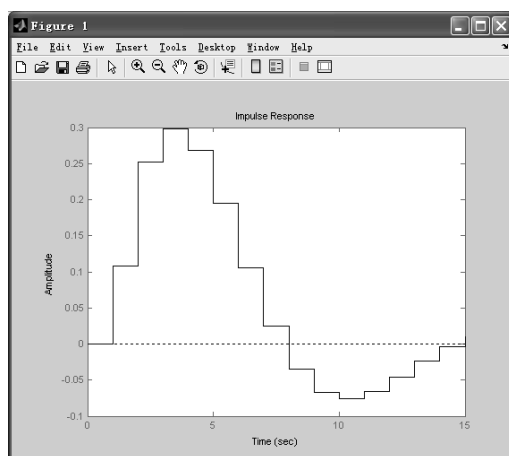 Figure 1
File Edit View Insert Tools Desktop Window Help
Impulse Response
0.3
0.25
0.2
0.15
0.1
0.05
0
-0.05
-0.1
Amplitude
0 5 10 15
Time (sec)